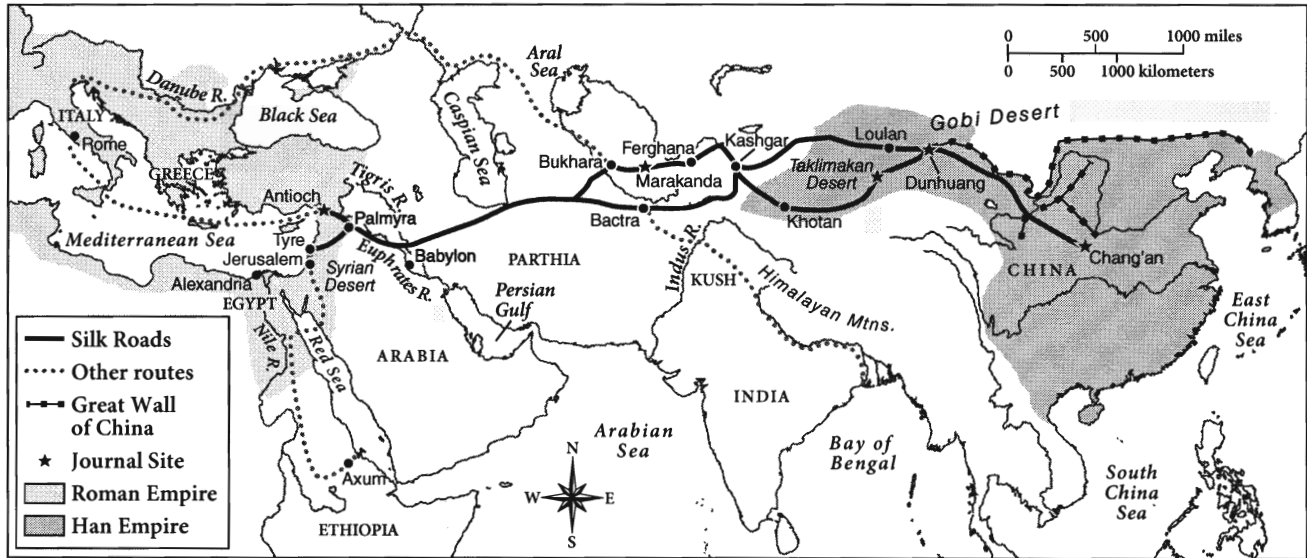 0 500 1000 miles
0 500 1000 kilometers
Aral
Sea
Danube R.
Black Sea
Caspian Sea
Gobi Desert
ITALY
Rome
GREECE
Bukhara
Ferghana
Marakanda
Kashgar
Loulan
Taklimakan
Desert
Dunhuang
Antioch
Tigris R.
Palmyra
Bactra
Khotan
Mediterranean Sea
Tyre
Jerusalem
Syrian
Desert
Euphrates R.
Babylon
Alexandria
EGYPT
PARTHIA
Indus R.
KUSH
Himalayan Mtns.
CHINA
Chang'an
Persian
Gulf
East
China
Sea
Nile R.
Red Sea
ARABIA
INDIA
Arabian
Sea
Bay of
Bengal
South
China
Sea
Axum
ETHIOPIA
N
W E
S
Silk Roads
Other routes
Great Wall
of China
Journal Site
Roman Empire
Han Empire